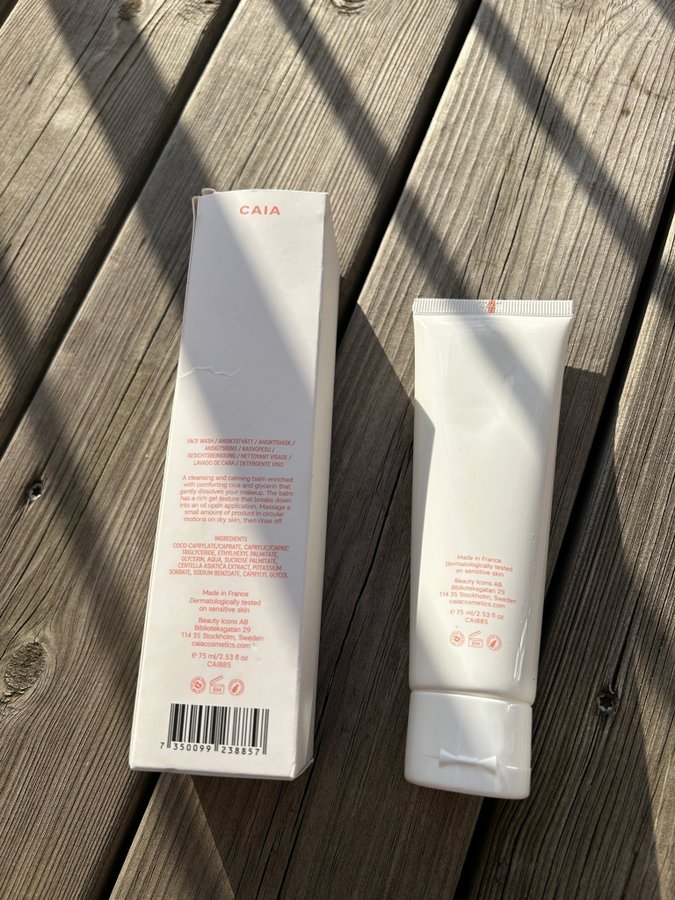 CAIA
FACE WASH / ANSIKTSTVÄTT / ANSIKTSVASK /
ANSIGTSRENS / KASVOPESU /
GESICHTSREINIGUNG / NETTOYANT VISAGE /
LAVADO DE CARA / DETERGENTE VISO
A cleansing and calming balm enriched
with comforting cica and glycerin that
gently dissolves your makeup. The balm
has a rich gel texture that breaks down
into an oil upon application. Massage a
small amount of product in circular
motions on dry skin, then rinse off.
INGREDIENTS
COCO-CAPRYLATE/CAPRATE, CAPRYLIC/CAPRIC
TRIGLYCERIDE, ETHYLHEXYL PALMITATE,
GLYCERIN, AQUA, SUCROSE PALMITATE,
CENTELLA ASIATICA EXTRACT, POTASSIUM
SORBATE, SODIUM BENZOATE, CAPRYLYL GLYCOL
Made in France
Dermatologically tested
on sensitive skin
Beauty Icons AB
Biblioteksgatan 29
114 35 Stockholm, Sweden
caiacosmetics.com
℮ 75 ml/2.53 fl oz
CAI885
6M
7 350099 238857
Made in France
Dermatologically tested
on sensitive skin
Beauty Icons AB
Biblioteksgatan 29
114 35 Stockholm, Sweden
caiacosmetics.com
℮ 75 ml/2.53 fl oz
CAI885
6M